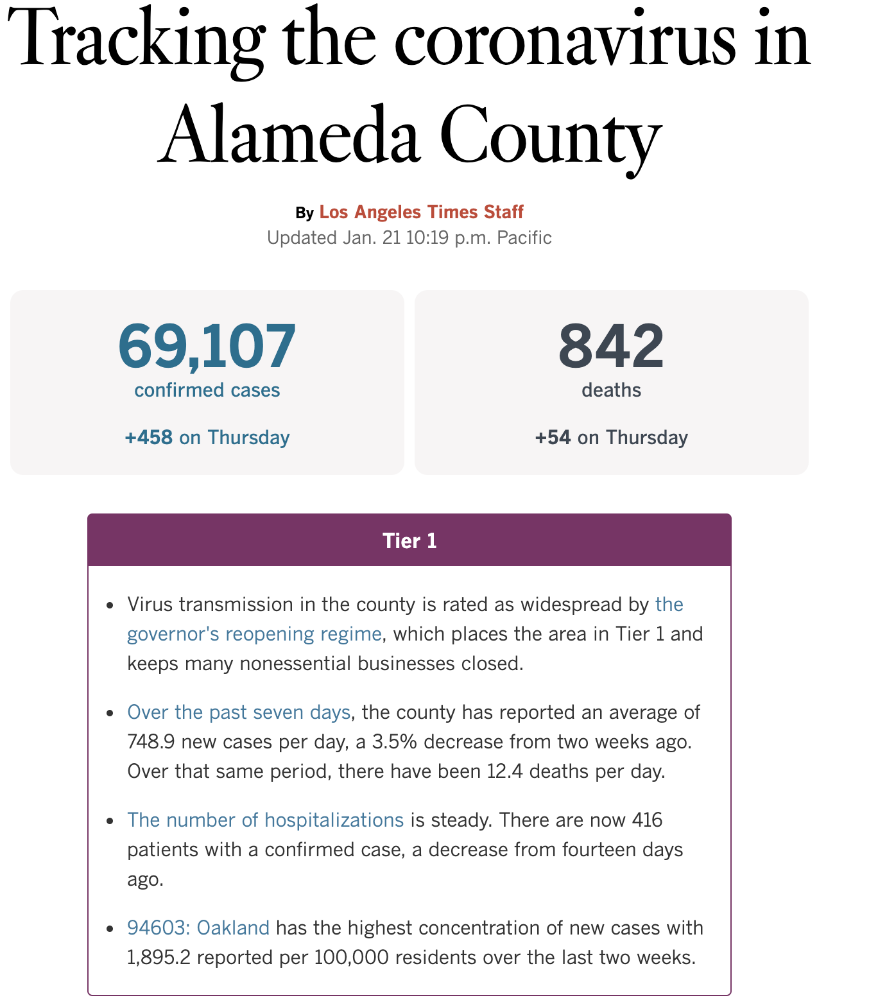 Tracking the coronavirus in
Alameda County
By Los Angeles Times Staff
Updated Jan. 21 10:19 p.m. Pacific
69,107
confirmed cases
+458 on Thursday
842
deaths
+54 on Thursday
Tier 1
• Virus transmission in the county is rated as widespread by the
governor's reopening regime, which places the area in Tier 1 and
keeps many nonessential businesses closed.
• Over the past seven days, the county has reported an average of
748.9 new cases per day, a 3.5% decrease from two weeks ago.
Over that same period, there have been 12.4 deaths per day.
• The number of hospitalizations is steady. There are now 416
patients with a confirmed case, a decrease from fourteen days
ago.
• 94603: Oakland has the highest concentration of new cases with
1,895.2 reported per 100,000 residents over the last two weeks.